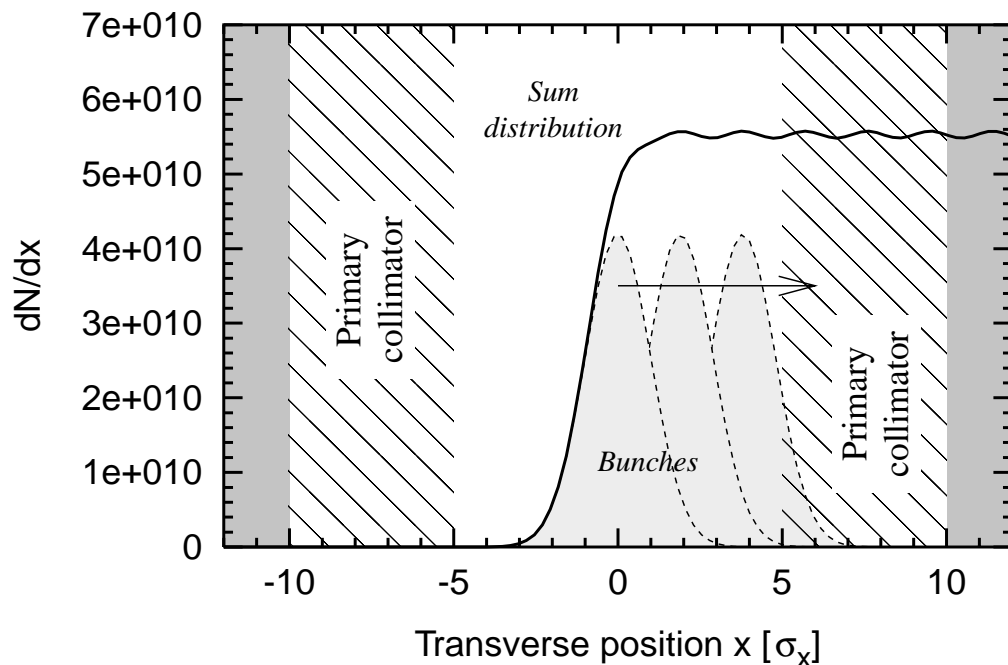 7e+010
6e+010
5e+010
4e+010
3e+010
2e+010
1e+010
0
dN/dx
Sum
distribution
Primary
collimator
Bunches
Primary
collimator
-10
-5
0
5
10
Transverse position x [σx]